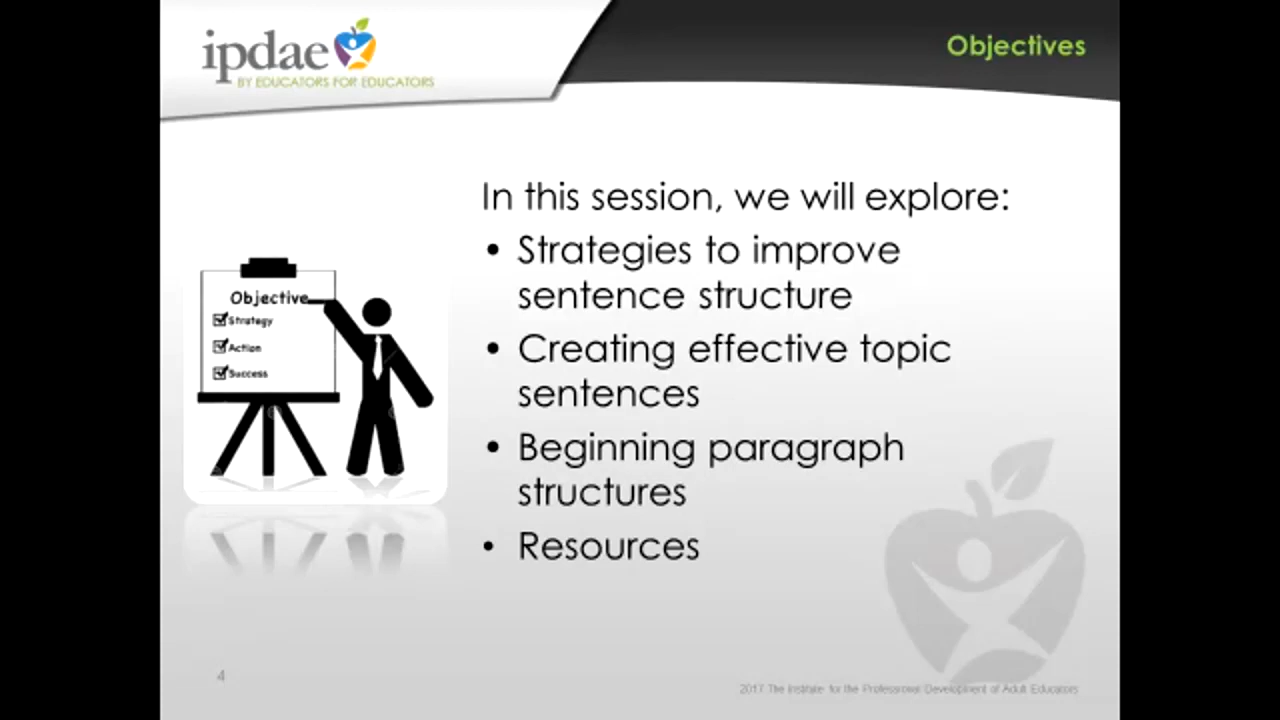 ipdae
BY EDUCATORS FOR EDUCATORS
Objectives
In this session, we will explore:
• Strategies to improve
sentence structure
• Creating effective topic
sentences
• Beginning paragraph
structures
• Resources
Objective
Strategy
Action
Success
4
2017 The Institute for the Professional Development of Adult Educators